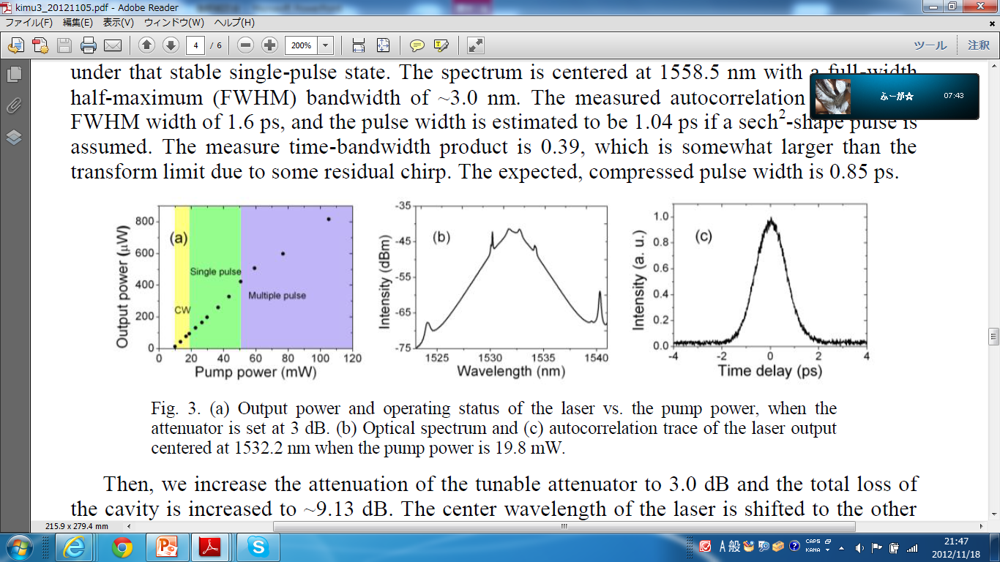 kimu3_20121105.pdf - Adobe Reader
ファイル(F) 編集(E) 表示(V) ウィンドウ(W) ヘルプ(H)
4 / 6 200% ツール 注釈
under that stable single-pulse state. The spectrum is centered at 1558.5 nm with a full-width
half-maximum (FWHM) bandwidth of ~3.0 nm. The measured autocorrelation
FWHM width of 1.6 ps, and the pulse width is estimated to be 1.04 ps if a sech2-shape pulse is
assumed. The measure time-bandwidth product is 0.39, which is somewhat larger than the
transform limit due to some residual chirp. The expected, compressed pulse width is 0.85 ps.
ふーが☆ 07:43
(a)
Output power (μW)
800
600
400
200
0
CW
Single pulse
Multiple pulse
0 20 40 60 80 100 120
Pump power (mW)
(b)
Intensity (dBm)
-35
-45
-55
-65
-75
1525 1530 1535 1540
Wavelength (nm)
(c)
Intensity (a. u.)
1.0
0.8
0.6
0.4
0.2
0.0
-4 -2 0 2 4
Time delay (ps)
Fig. 3. (a) Output power and operating status of the laser vs. the pump power, when the
attenuator is set at 3 dB. (b) Optical spectrum and (c) autocorrelation trace of the laser output
centered at 1532.2 nm when the pump power is 19.8 mW.
Then, we increase the attenuation of the tunable attenuator to 3.0 dB and the total loss of
the cavity is increased to ~9.13 dB. The center wavelength of the laser is shifted to the other
215.9 x 279.4 mm
A 般 CAPS KANA
21:47
2012/11/18